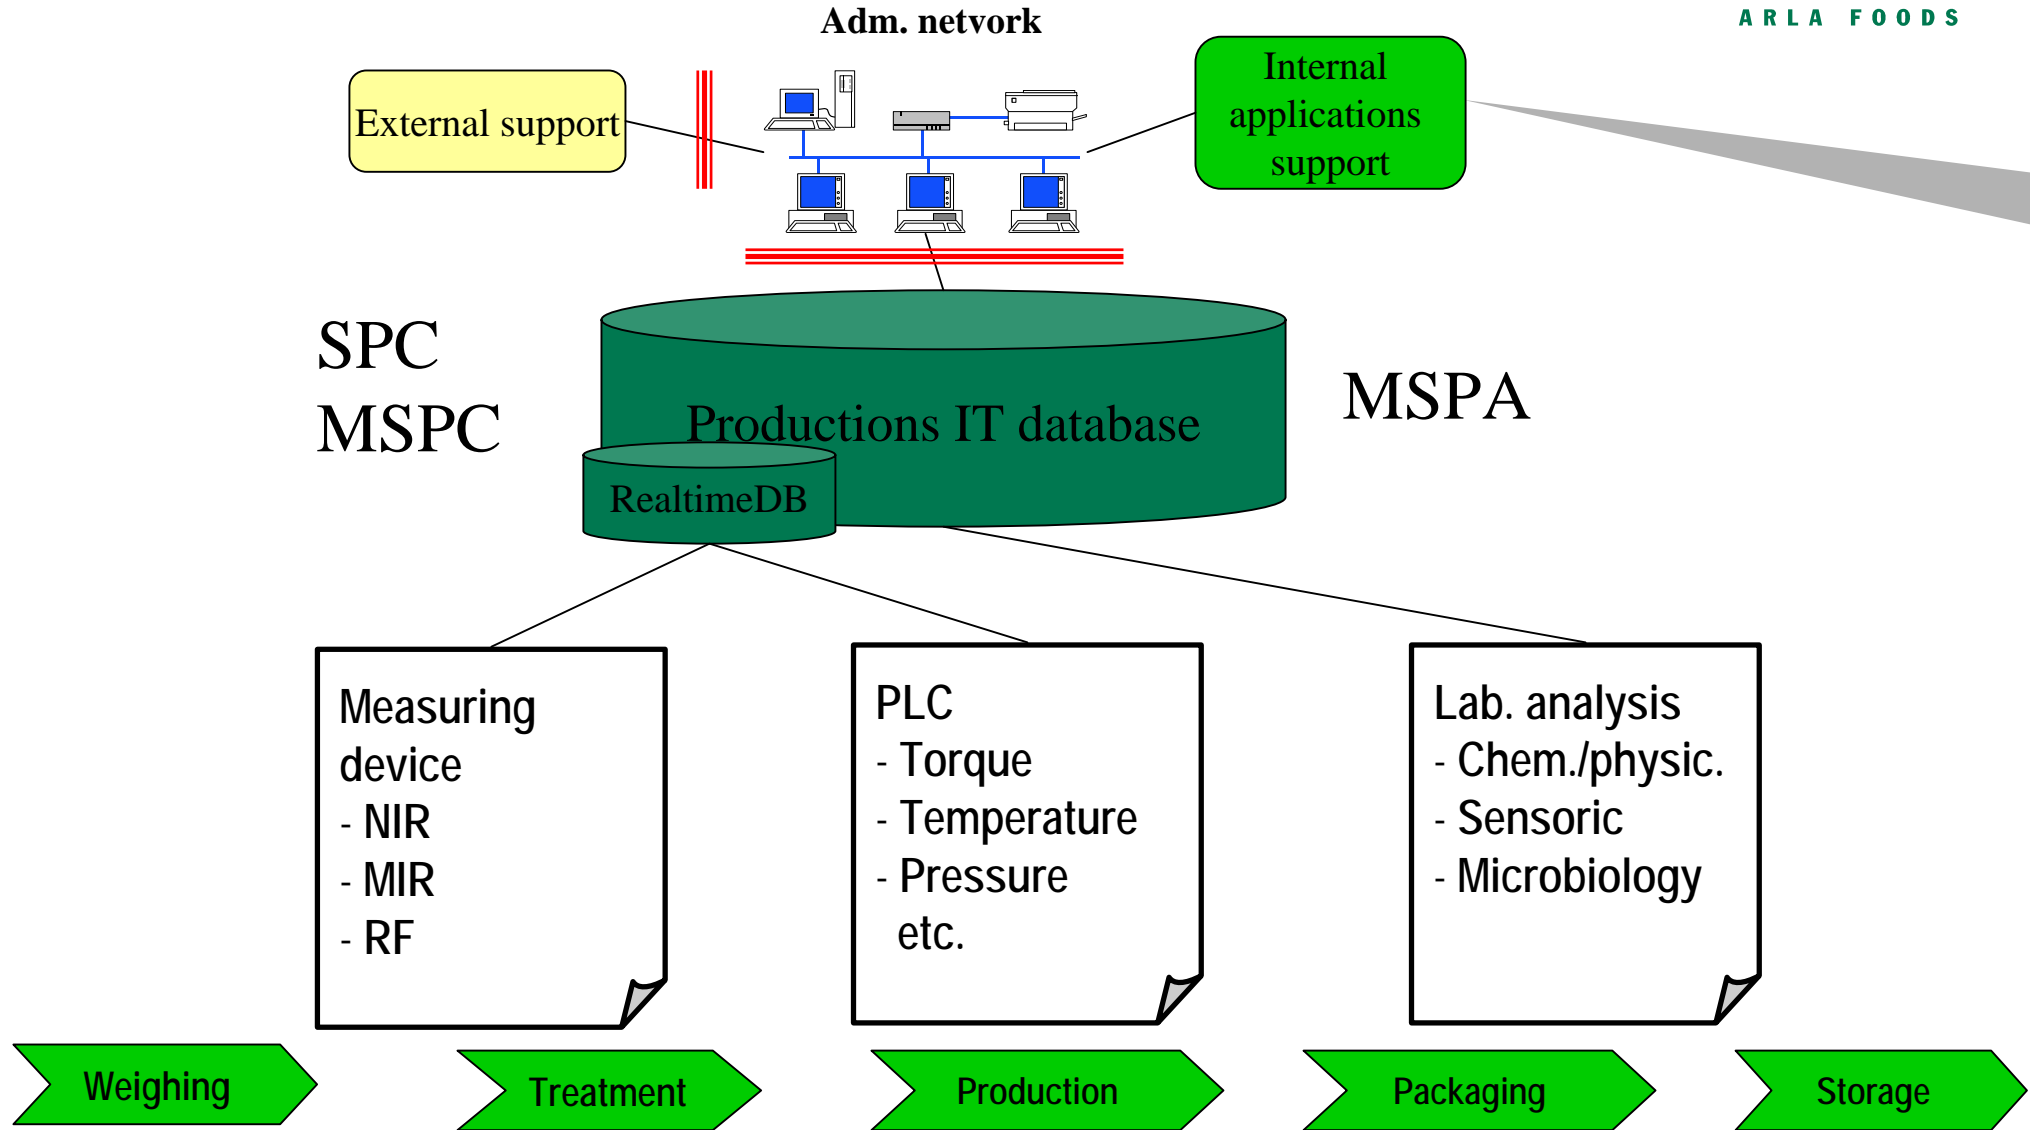 ARLA FOODS
Adm. netvork
External support
Internal
applications
support
SPC
MSPC
Productions IT database
MSPA
RealtimeDB
Measuring
device
- NIR
- MIR
- RF
PLC
- Torque
- Temperature
- Pressure
etc.
Lab. analysis
- Chem./physic.
- Sensoric
- Microbiology
Weighing
Treatment
Production
Packaging
Storage